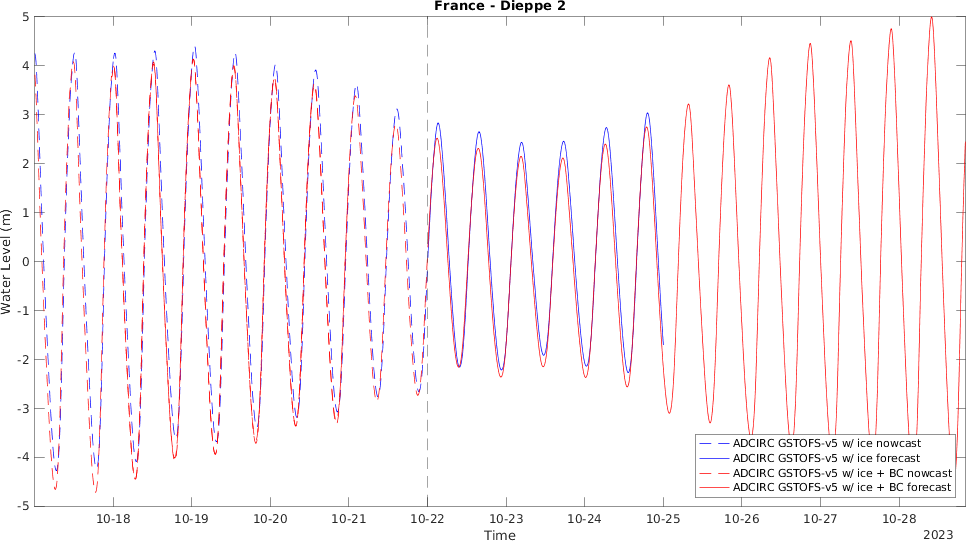 France - Dieppe 2
5
4
3
2
1
0
-1
-2
-3
-4
-5
Water Level (m)
ADCIRC GSTOFS-v5 w/ ice nowcast
ADCIRC GSTOFS-v5 w/ ice forecast
ADCIRC GSTOFS-v5 w/ ice + BC nowcast
ADCIRC GSTOFS-v5 w/ ice + BC forecast
10-18 10-19 10-20 10-21 10-22 10-23 10-24 10-25 10-26 10-27 10-28
Time
2023